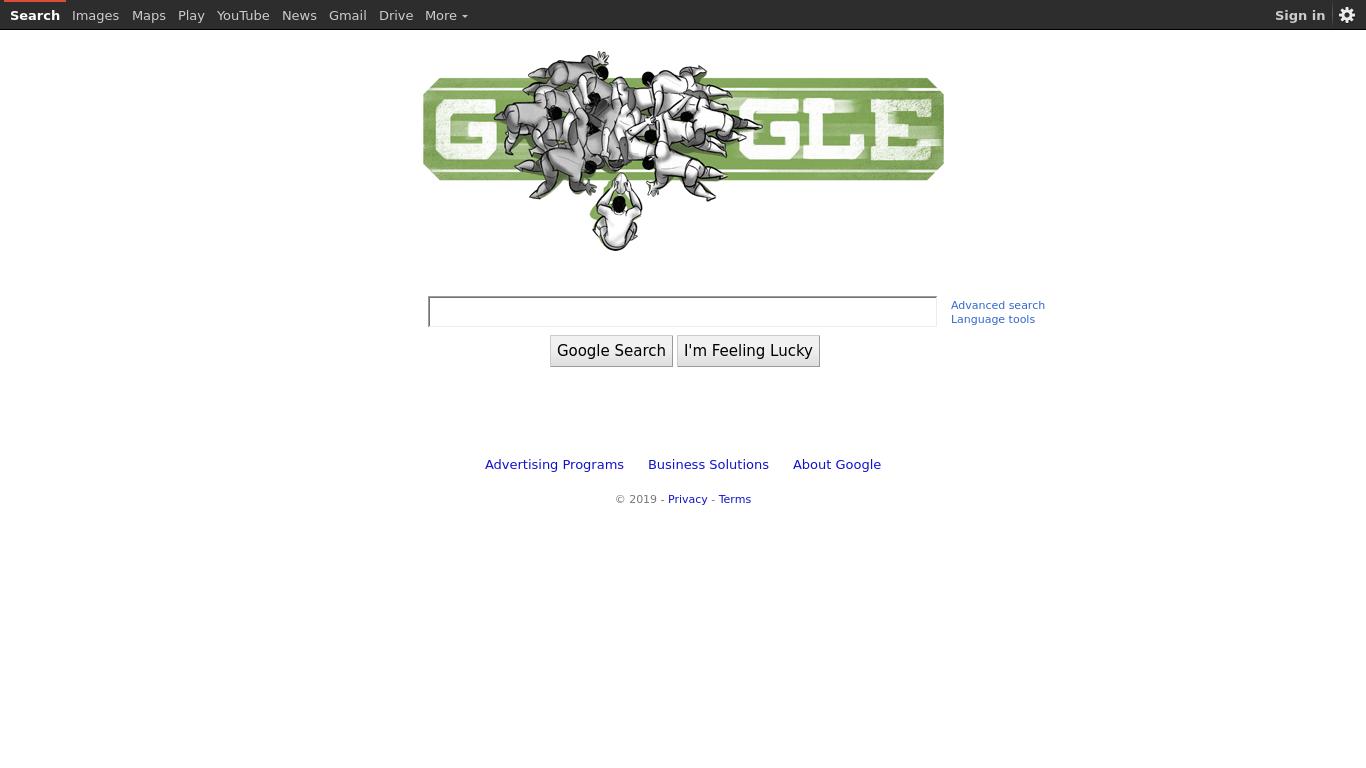 Search Images Maps Play YouTube News Gmail Drive More Sign in
G GLE
Advanced search
Language tools
Google Search I'm Feeling Lucky
Advertising Programs Business Solutions About Google
© 2019 - Privacy - Terms